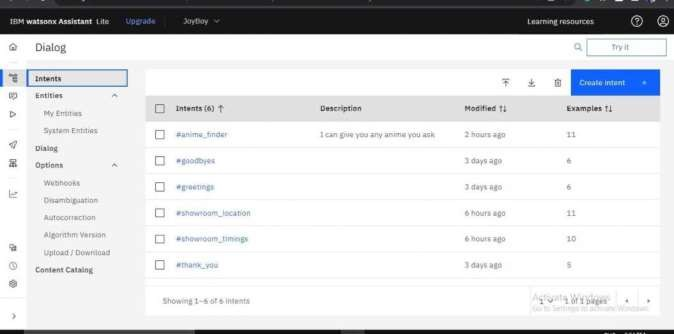 IBM watsonx Assistant Lite Upgrade JoyBoy Learning resources
Dialog Try it
Intents
Entities
My Entities
System Entities
Dialog
Options
Webhooks
Disambiguation
Autocorrection
Algorithm Version
Upload / Download
Content Catalog
Create intent +
Intents (6) ↑ Description Modified ↑↓ Examples ↑↓
#anime_finder I can give you any anime you ask 2 hours ago 11
#goodbyes 3 days ago 6
#greetings 3 days ago 6
#showroom_location 6 hours ago 11
#showroom_timings 6 hours ago 10
#thank_you 3 days ago 5
Showing 1–6 of 6 intents 1 1 of 1 pages
Activate Windows
Go to Settings to activate Windows.